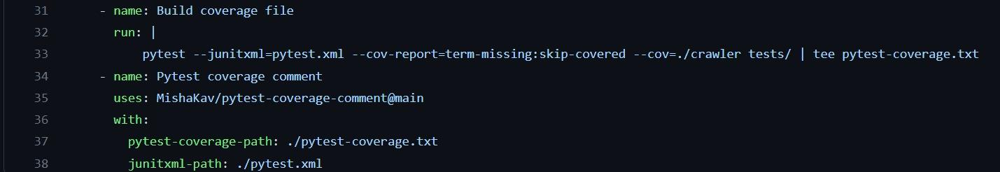 31 - name: Build coverage file
32 run: |
33 pytest --junitxml=pytest.xml --cov-report=term-missing:skip-covered --cov=./crawler tests/ | tee pytest-coverage.txt
34 - name: Pytest coverage comment
35 uses: MishaKav/pytest-coverage-comment@main
36 with:
37 pytest-coverage-path: ./pytest-coverage.txt
38 junitxml-path: ./pytest.xml